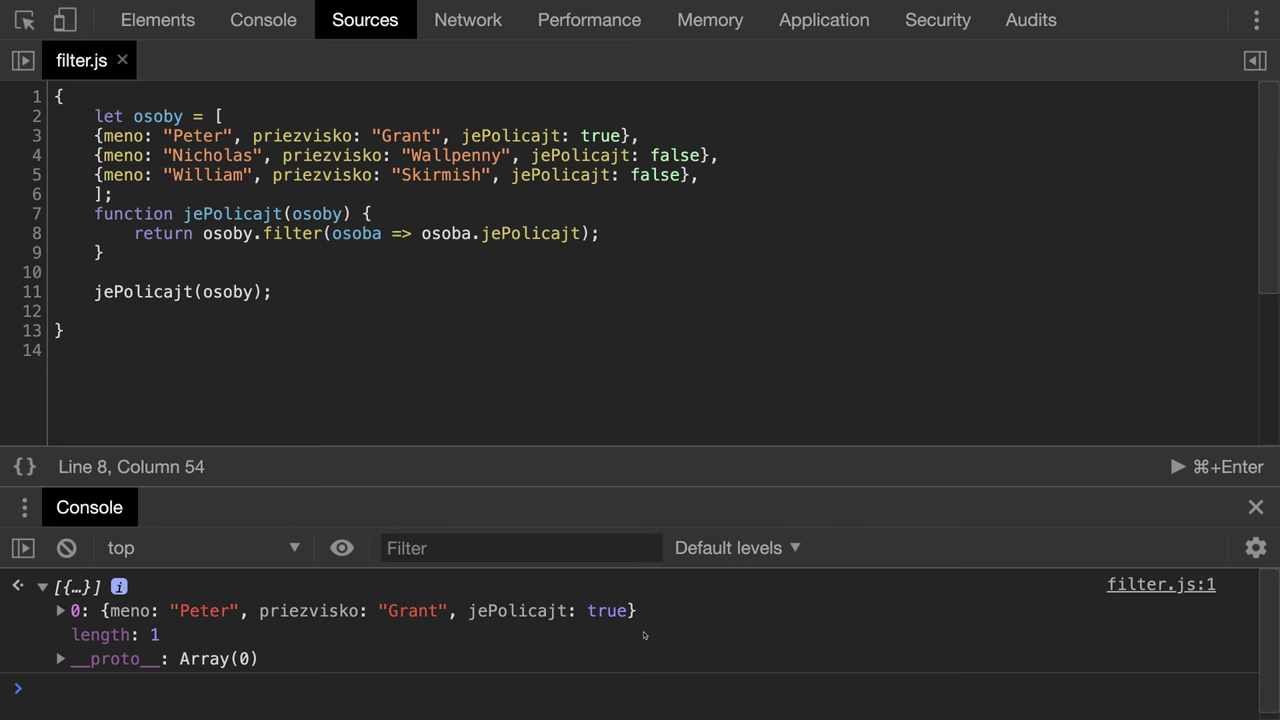 Elements Console Sources Network Performance Memory Application Security Audits
filter.js ×
1 {
2 let osoby = [
3 {meno: "Peter", priezvisko: "Grant", jePolicajt: true},
4 {meno: "Nicholas", priezvisko: "Wallpenny", jePolicajt: false},
5 {meno: "William", priezvisko: "Skirmish", jePolicajt: false},
6 ];
7 function jePolicajt(osoby) {
8 return osoby.filter(osoba => osoba.jePolicajt);
9 }
10
11 jePolicajt(osoby);
12
13 }
14
{} Line 8, Column 54 ⌘+Enter
Console
top Filter Default levels
[{…}] i filter.js:1
0: {meno: "Peter", priezvisko: "Grant", jePolicajt: true}
length: 1
__proto__: Array(0)